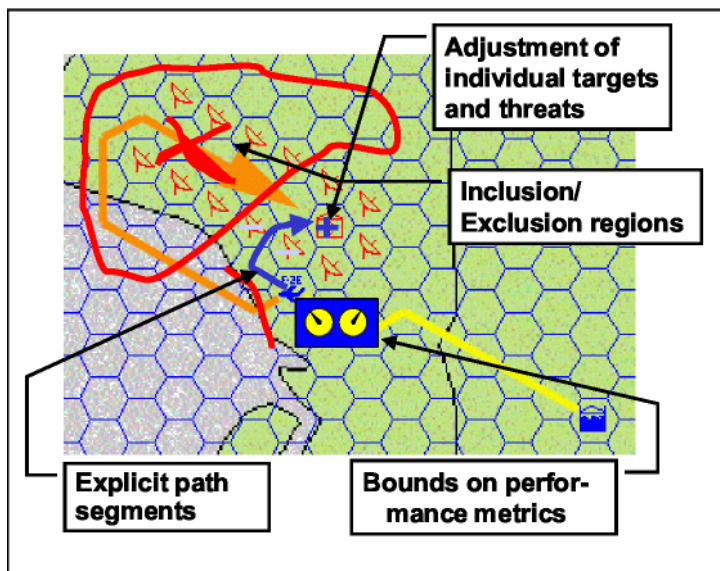 Adjustment of
individual targets
and threats
Inclusion/
Exclusion regions
Explicit path
segments
Bounds on perfor-
mance metrics